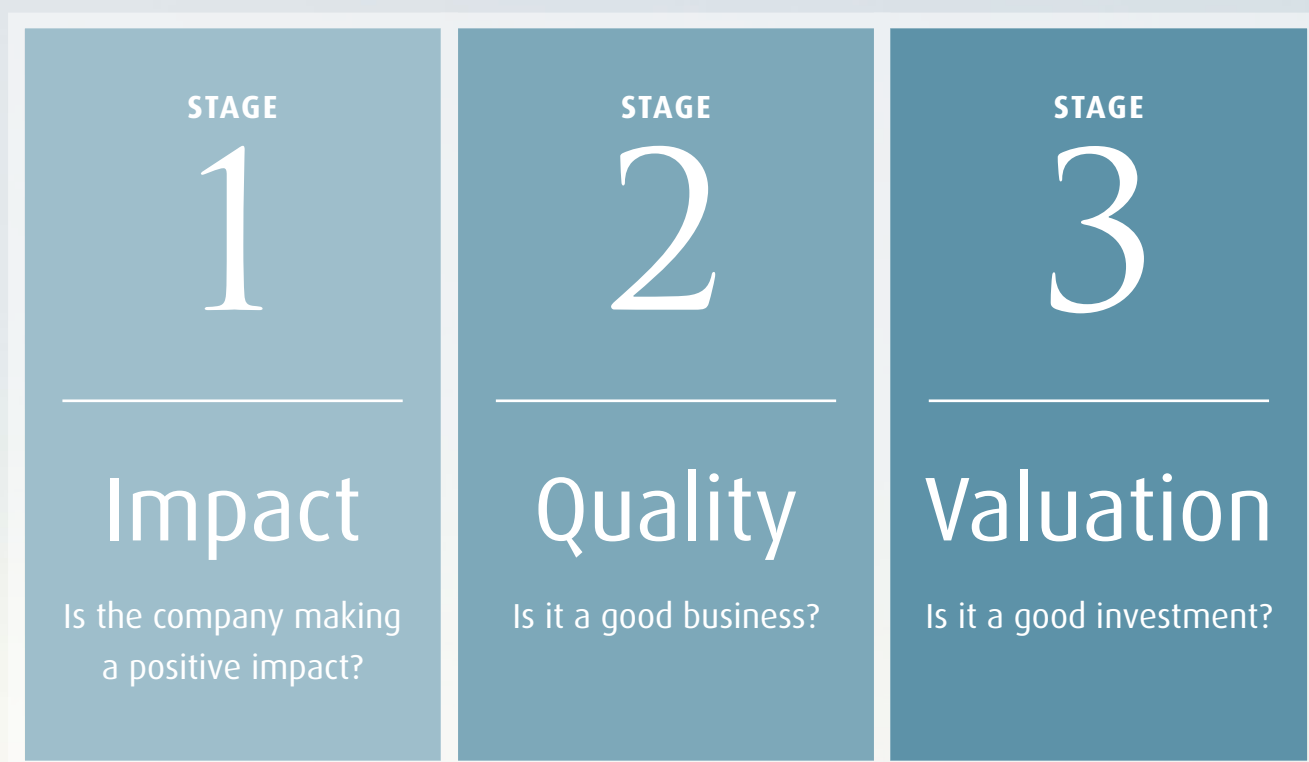 STAGE
1
Impact
Is the company making
a positive impact?
STAGE
2
Quality
Is it a good business?
STAGE
3
Valuation
Is it a good investment?